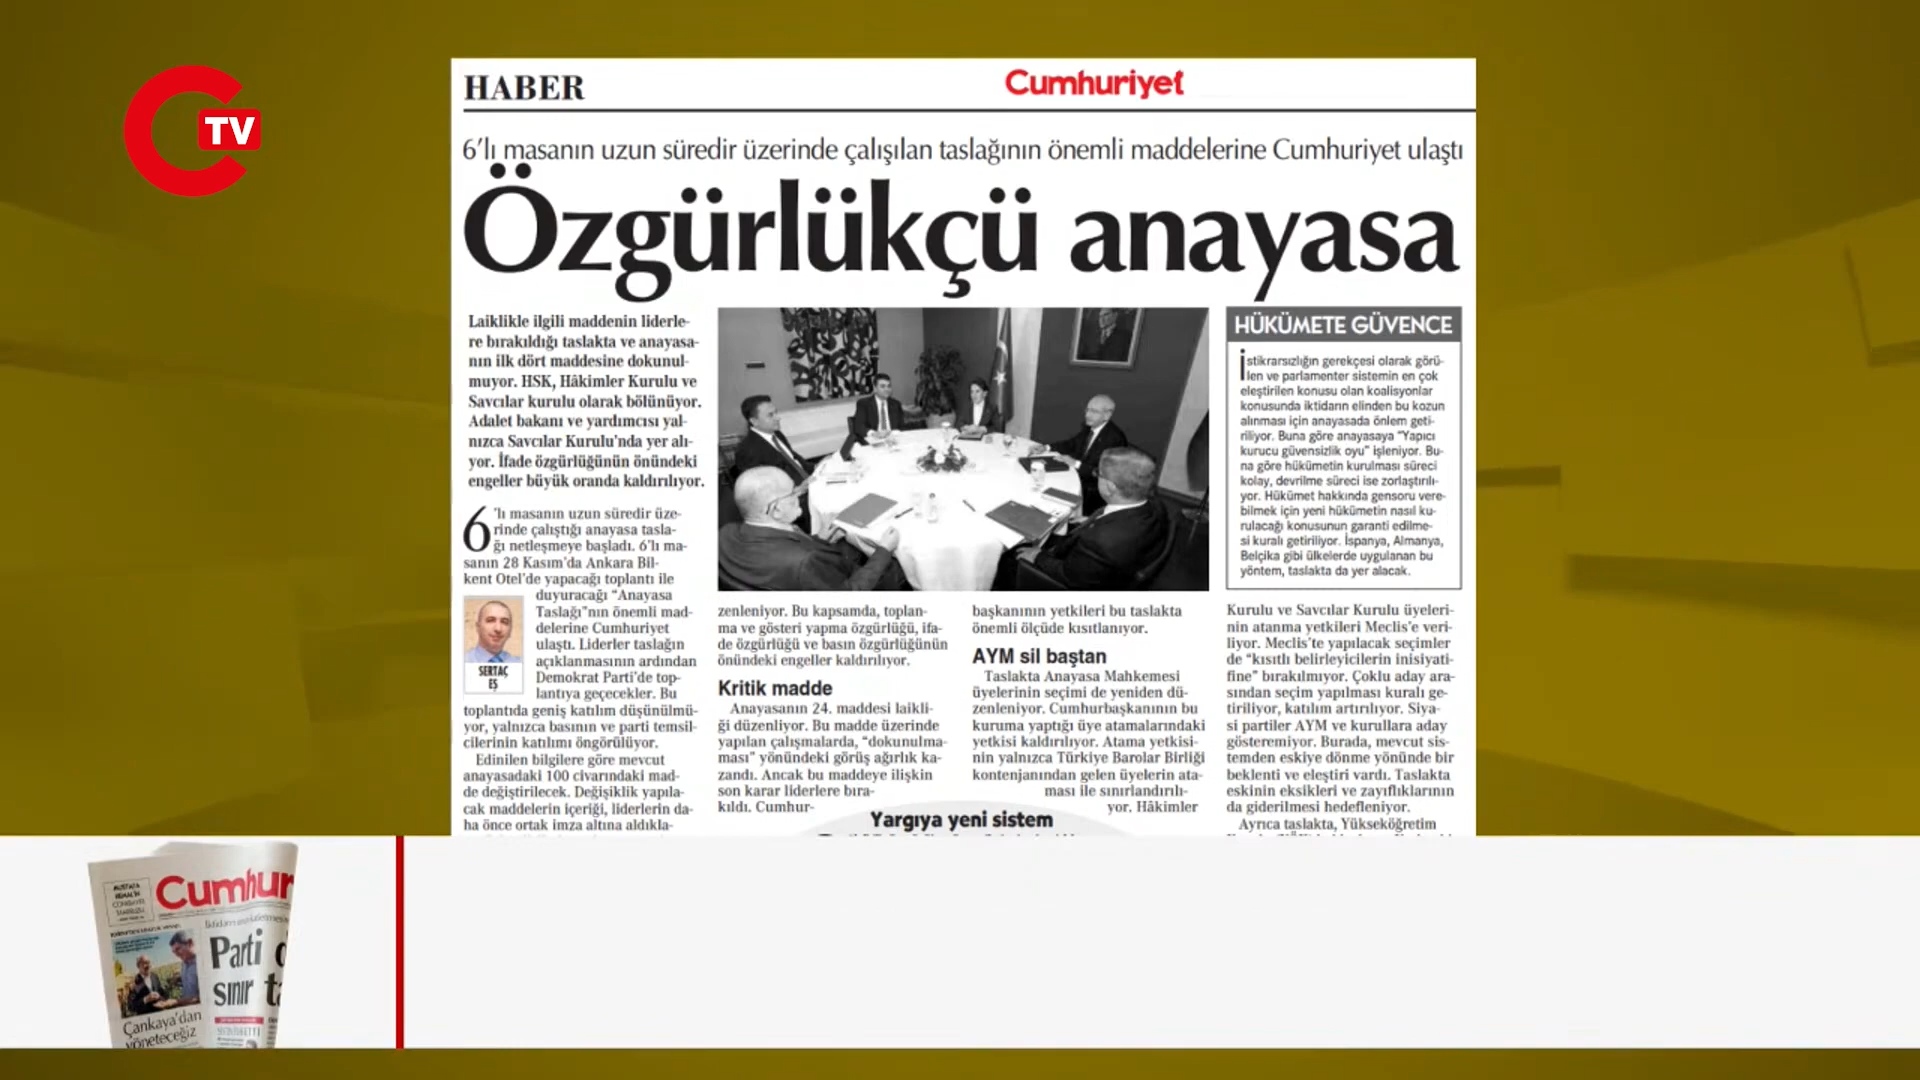 TV
HABER
Cumhuriyet
6'lı masanın uzun süredir üzerinde çalışılan taslağının önemli maddelerine Cumhuriyet ulaştı
Özgürlükçü anayasa
Laiklikle ilgili maddenin liderle-
re bırakıldığı taslakta ve anayasa-
nın ilk dört maddesine dokunul-
muyor. HSK, Hâkimler Kurulu ve
Savcılar kurulu olarak bölünüyor.
Adalet bakanı ve yardımcısı yal-
nızca Savcılar Kurulu'nda yer alı-
yor. İfade özgürlüğünün önündeki
engeller büyük oranda kaldırılıyor.
6'lı masanın uzun süredir üze-
rinde çalıştığı anayasa tasla-
ğı netleşmeye başladı. 6'lı ma-
sanın 28 Kasım'da Ankara Bil-
kent Otel'de yapacağı toplantı ile
duyuracağı “Anayasa
Taslağı”nın önemli mad-
delerine Cumhuriyet
ulaştı. Liderler taslağın
açıklanmasının ardından
Demokrat Parti'de top-
lantıya geçecekler. Bu
SERTAÇ
EŞ
toplantıda geniş katılım düşünülmü-
yor, yalnızca basının ve parti temsil-
cilerinin katılımı öngörülüyor.
Edinilen bilgilere göre mevcut
anayasadaki 100 civarındaki mad-
de değiştirilecek. Değişiklik yapıla-
cak maddelerin içeriği, liderlerin da-
ha önce ortak imza altına aldıkla-
zenleniyor. Bu kapsamda, toplan-
ma ve gösteri yapma özgürlüğü, ifa-
de özgürlüğü ve basın özgürlüğünün
önündeki engeller kaldırılıyor.
Kritik madde
Anayasanın 24. maddesi laikli-
ği düzenliyor. Bu madde üzerinde
yapılan çalışmalarda, “dokunulma-
ması” yönündeki görüş ağırlık ka-
zandı. Ancak bu maddeye ilişkin
son karar liderlere bıra-
kıldı. Cumhur-
başkanının yetkileri bu taslakta
önemli ölçüde kısıtlanıyor.
AYM sil baştan
Taslakta Anayasa Mahkemesi
üyelerinin seçimi de yeniden dü-
zenleniyor. Cumhurbaşkanının bu
kuruma yaptığı üye atamalarındaki
yetkisi kaldırılıyor. Atama yetkisi-
nin yalnızca Türkiye Barolar Birliği
kontenjanından gelen üyelerin ata-
ması ile sınırlandırılı-
yor. Hâkimler
Yargıya yeni sistem
HÜKÜMETE GÜVENCE
İstikrarsızlığın gerekçesi olarak görü-
len ve parlamenter sistemin en çok
eleştirilen konusu olan koalisyonlar
konusunda iktidarın elinden bu kozun
alınması için anayasada önlem geti-
riliyor. Buna göre anayasaya “Yapıcı
kurucu güvensizlik oyu” işleniyor. Bu-
na göre hükümetin kurulması süreci
kolay, devrilme süreci ise zorlaştırılı-
yor. Hükümet hakkında gensoru vere-
bilmek için yeni hükümetin nasıl ku-
rulacağı konusunun garanti edilme-
si kuralı getiriliyor. İspanya, Almanya,
Belçika gibi ülkelerde uygulanan bu
yöntem, taslakta da yer alacak.
Kurulu ve Savcılar Kurulu üyeleri-
nin atanma yetkileri Meclis'e veri-
liyor. Meclis'te yapılacak seçimler
de “kısıtlı belirleyicilerin inisiyati-
fine” bırakılmıyor. Çoklu aday ara-
sından seçim yapılması kuralı ge-
tiriliyor, katılım artırılıyor. Siya-
si partiler AYM ve kurullara aday
gösteremiyor. Burada, mevcut sis-
temden eskiye dönme yönünde bir
beklenti ve eleştiri vardı. Taslakta
eskinin eksikleri ve zayıflıklarının
da giderilmesi hedefleniyor.
Ayrıca taslakta, Yükseköğretim
Cumhur
Parti
sınır
Çankaya'dan
yöneteceğiz